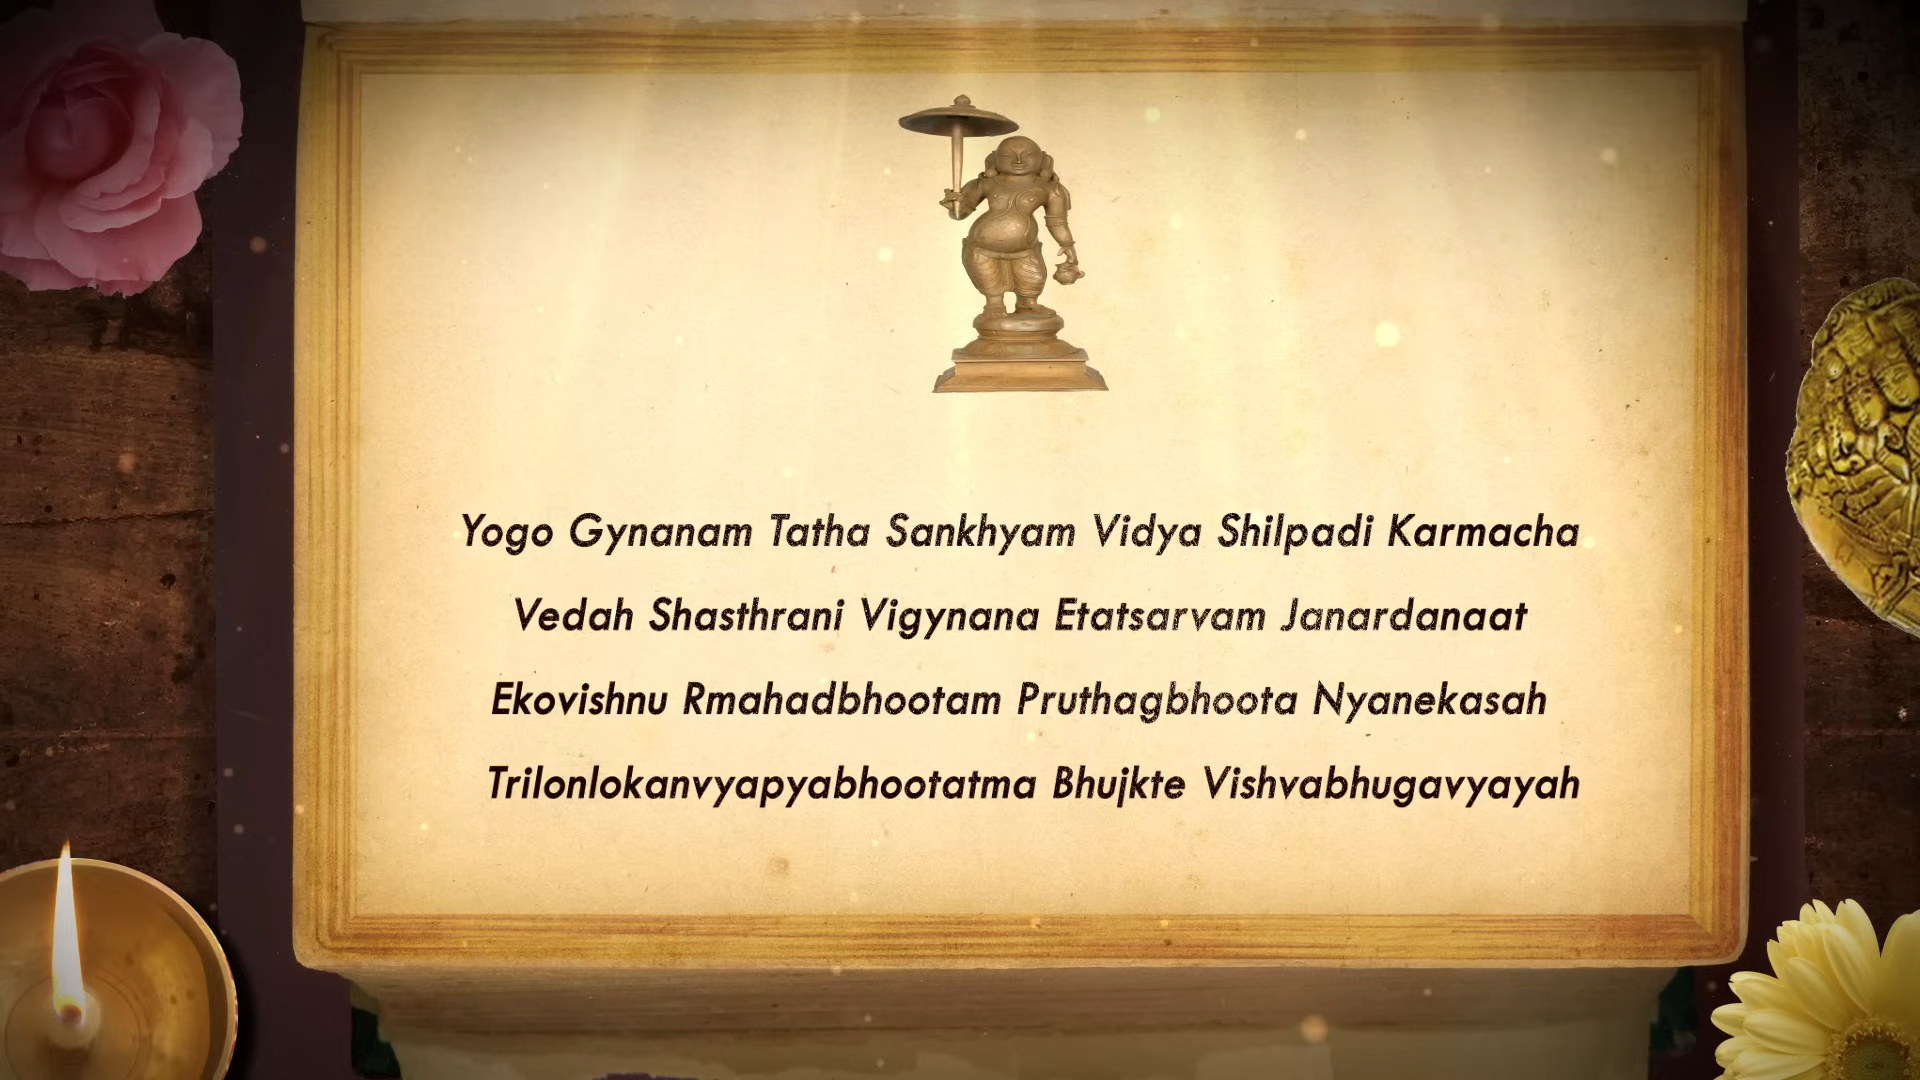 Yogo Gynanam Tatha Sankhyam Vidya Shilpadi Karmacha
Vedah Shasthrani Vigynana Etatsarvam Janardanaat
Ekovishnu Rmahadbhootam Pruthagbhoota Nyanekasah
Trilonlokanvyapyabhootatma Bhujkte Vishvabhugavyayah